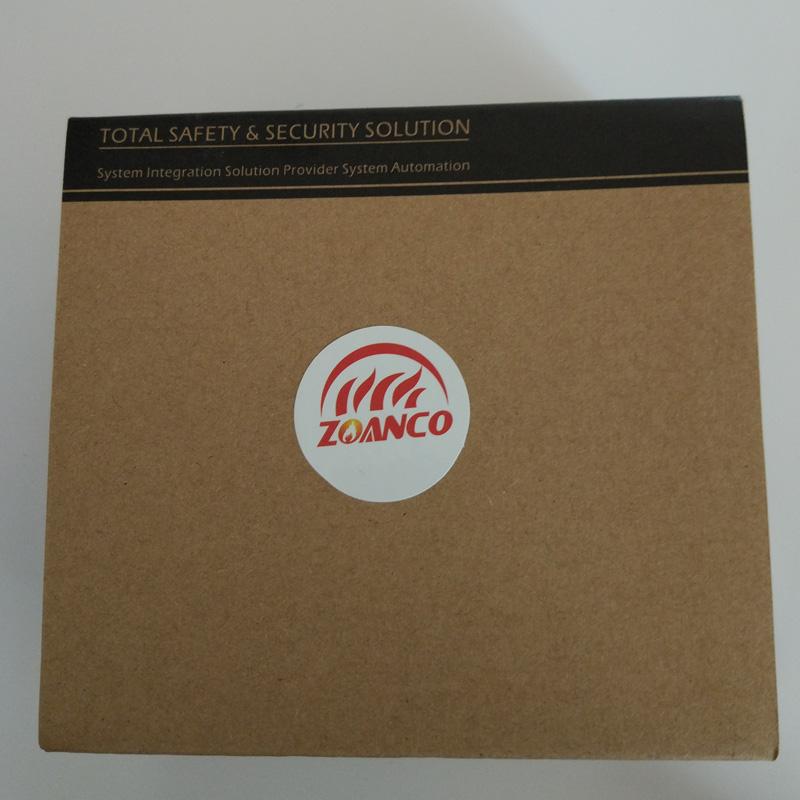 TOTAL SAFETY & SECURITY SOLUTION
System Integration Solution Provider System Automation
ZOANCO